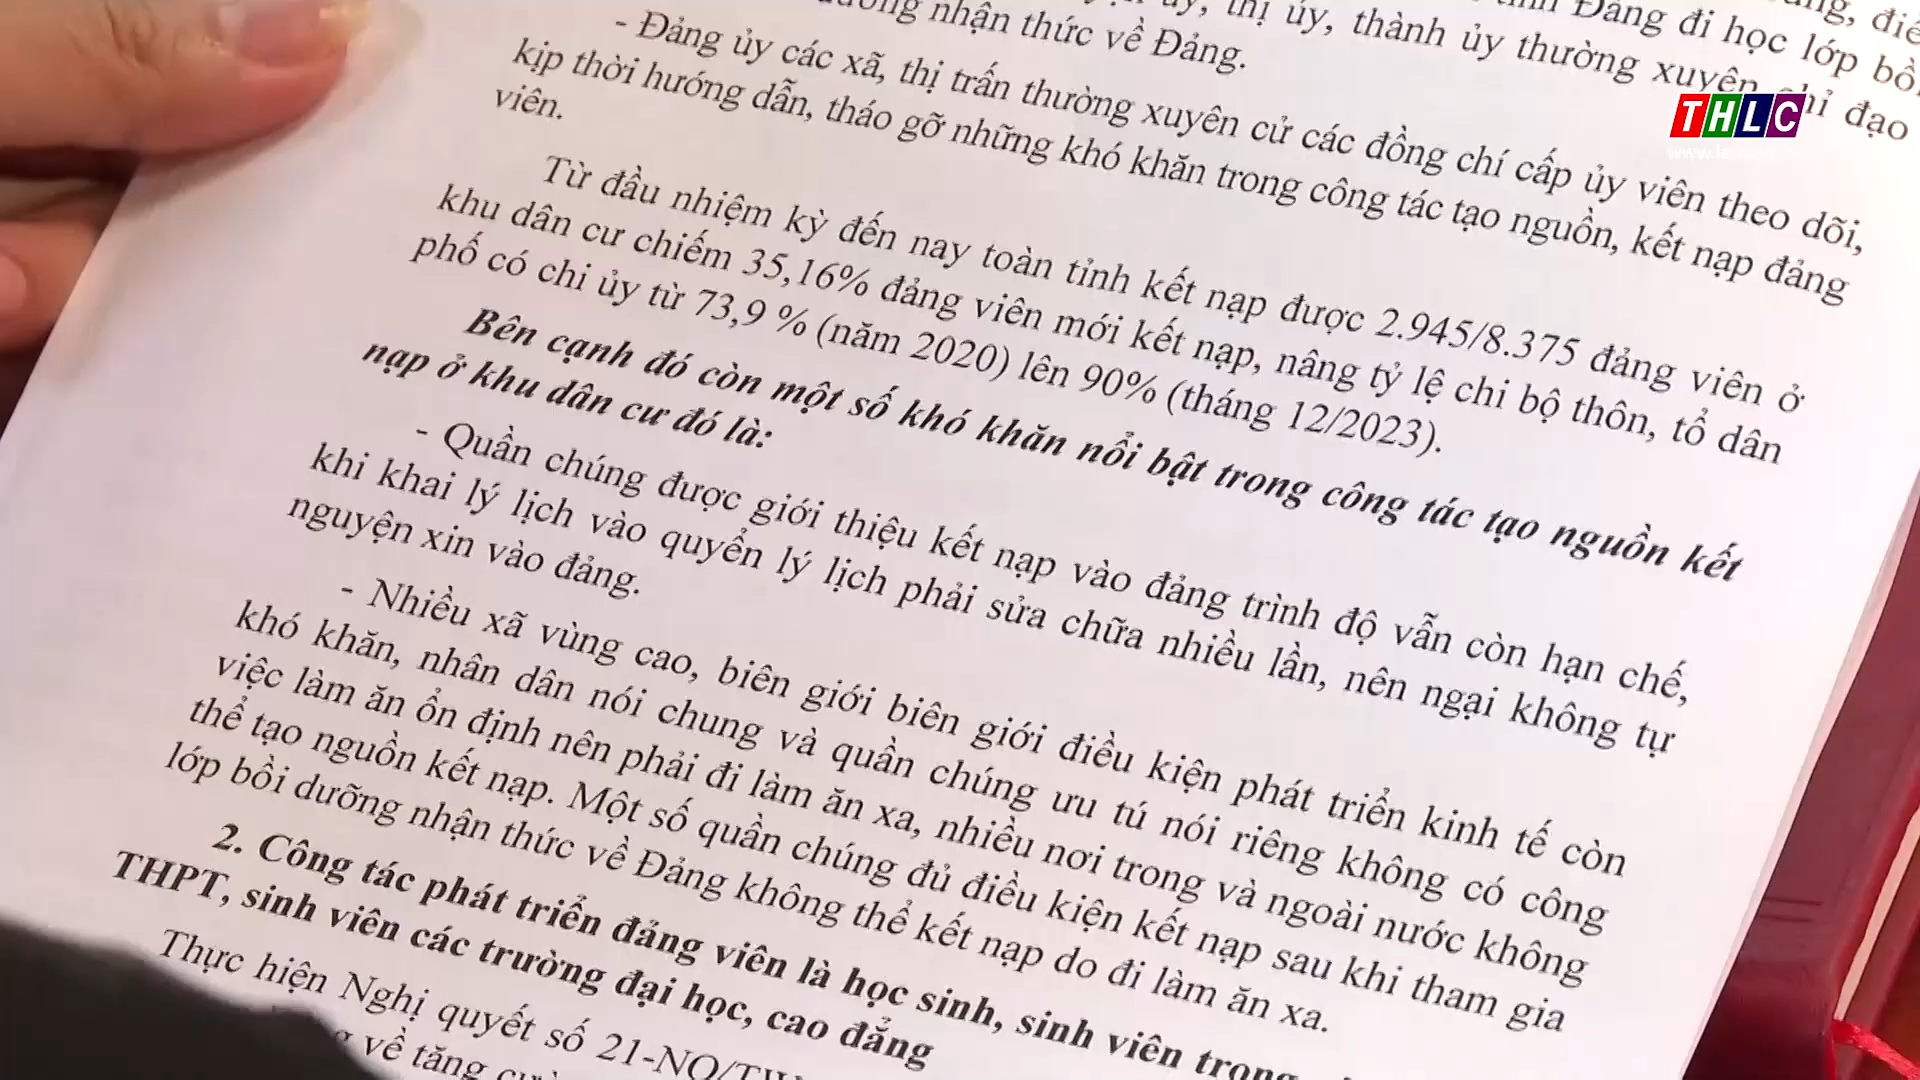 nhận thức về Đảng.
ủy, thị ủy, thành ủy thường xuyên chỉ đạo
Đảng đi học lớp
- Đảng ủy các xã, thị trấn thường xuyên cử các đồng chí cấp ủy viên theo dõi,
kịp thời hướng dẫn, tháo gỡ những khó khăn trong công tác tạo nguồn, kết nạp đảng
viên.
Từ đầu nhiệm kỳ đến nay toàn tỉnh kết nạp được 2.945/8.375 đảng viên ở
khu dân cư chiếm 35,16% đảng viên mới kết nạp, nâng tỷ lệ chi bộ thôn, tổ dân
phố có chi ủy từ 73,9 % (năm 2020) lên 90% (tháng 12/2023).
Bên cạnh đó còn một số khó khăn nổi bật trong công tác tạo nguồn kết
nạp ở khu dân cư đó là:
- Quần chúng được giới thiệu kết nạp vào đảng trình độ vẫn còn hạn chế,
khi khai lý lịch vào quyển lý lịch phải sửa chữa nhiều lần, nên ngại không tự
nguyện xin vào đảng.
- Nhiều xã vùng cao, biên giới biên giới điều kiện phát triển kinh tế còn
khó khăn, nhân dân nói chung và quần chúng ưu tú nói riêng không có công
việc làm ăn ổn định nên phải đi làm ăn xa, nhiều nơi trong và ngoài nước không
thể tạo nguồn kết nạp. Một số quần chúng đủ điều kiện kết nạp sau khi tham gia
lớp bồi dưỡng nhận thức về Đảng không thể kết nạp do đi làm ăn xa.
2. Công tác phát triển đảng viên là học sinh, sinh viên trong
THPT, sinh viên các trường đại học, cao đẳng
Thực hiện Nghị quyết số 21-NQ/TW
về tăng
THLC